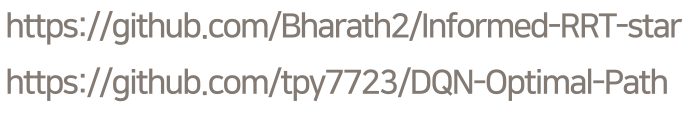 https://github.com/Bharath2/Informed-RRT-star
https://github.com/tpy7723/DQN-Optimal-Path